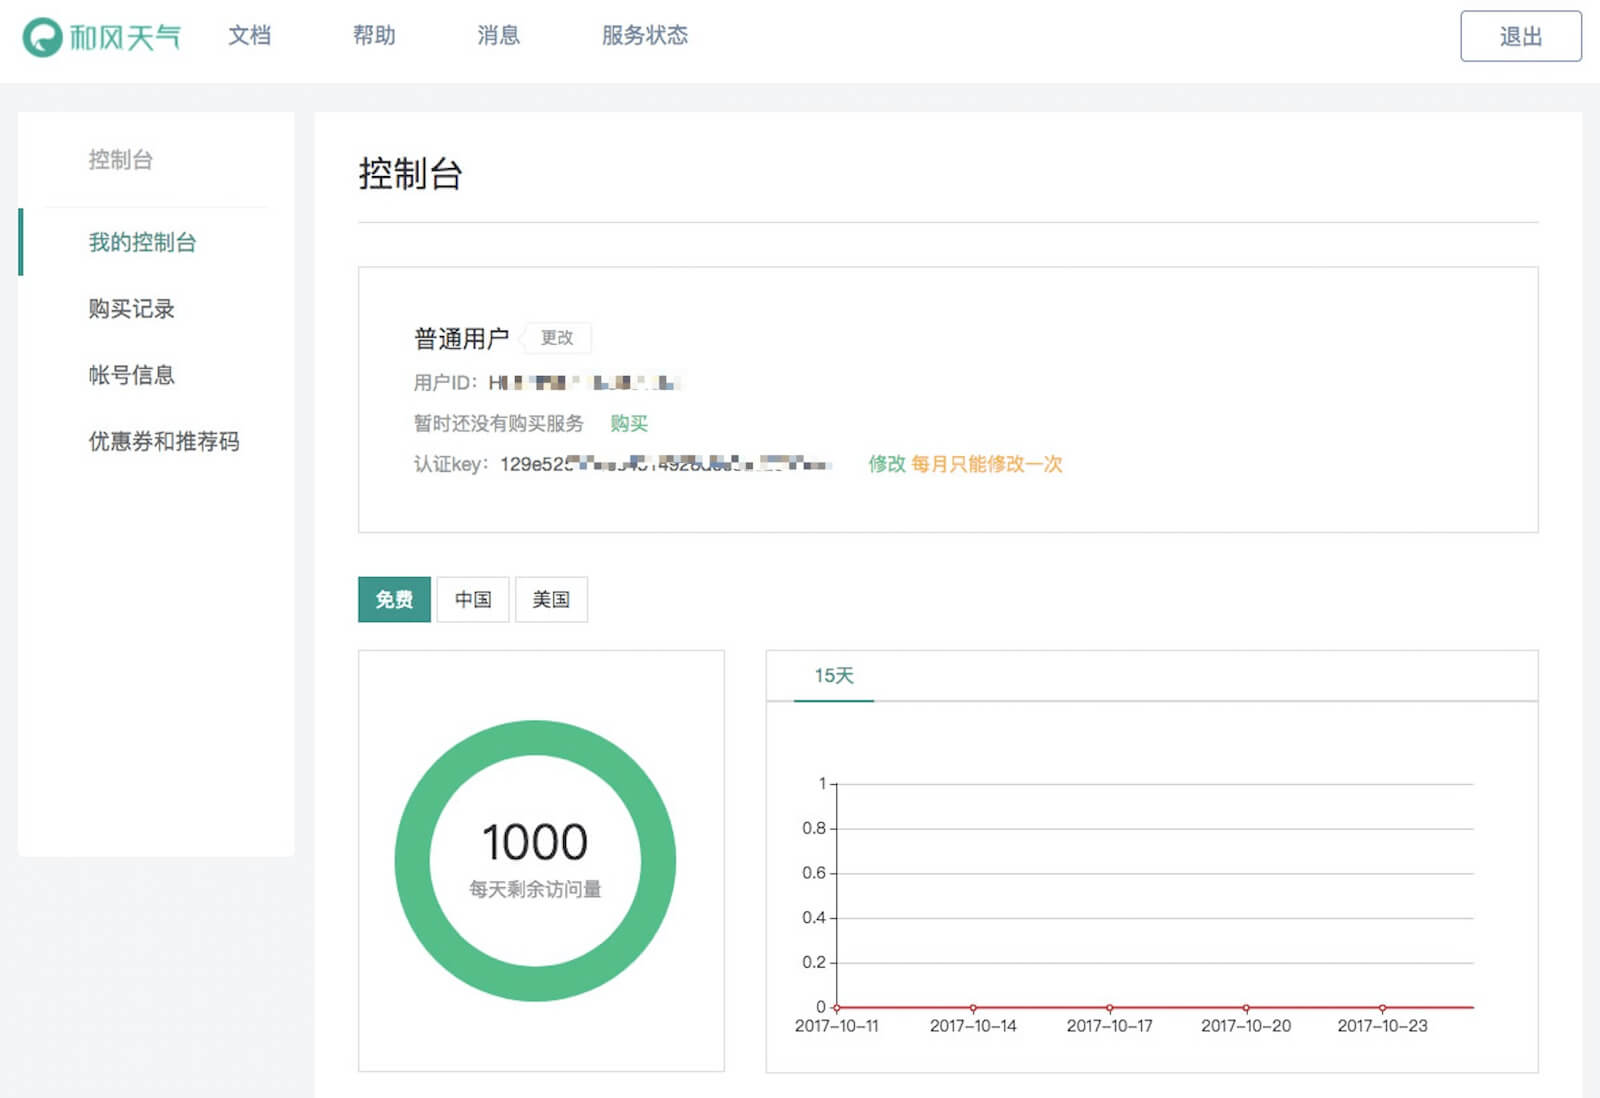 和风天气 文档 帮助 消息 服务状态 退出
控制台
我的控制台
购买记录
帐号信息
优惠券和推荐码
控制台
普通用户 更改
用户ID: H
暂时还没有购买服务 购买
认证key: 129e525 修改 每月只能修改一次
免费 中国 美国
1000
每天剩余访问量
15天
1
0.8
0.6
0.4
0.2
0
2017-10-11 2017-10-14 2017-10-17 2017-10-20 2017-10-23